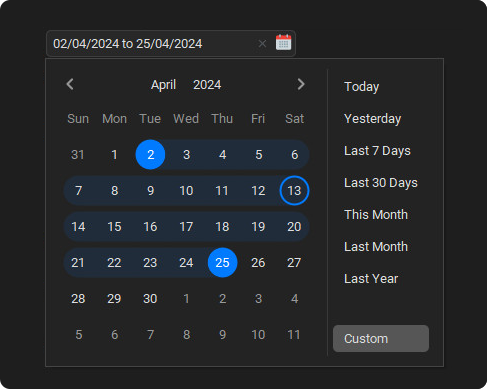 02/04/2024 to 25/04/2024
April 2024
Sun Mon Tue Wed Thu Fri Sat
31 1 2 3 4 5 6
7 8 9 10 11 12 13
14 15 16 17 18 19 20
21 22 23 24 25 26 27
28 29 30 1 2 3 4
5 6 7 8 9 10 11
Today
Yesterday
Last 7 Days
Last 30 Days
This Month
Last Month
Last Year
Custom